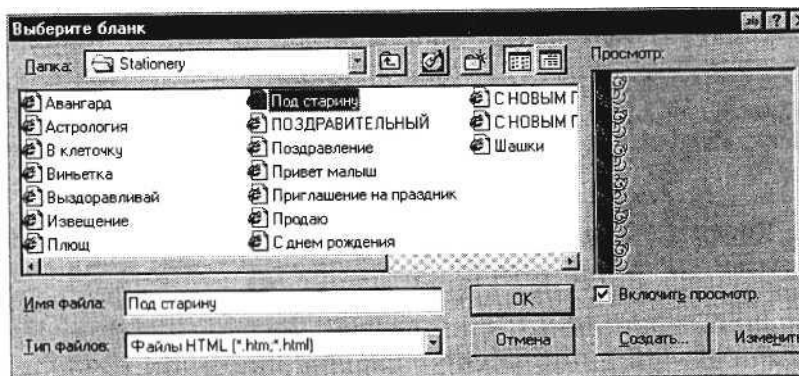 Выберите бланк
Папка: Stationery
Просмотр:
Авангард
Астрология
В клеточку
Виньетка
Выздоравливай
Извещение
Плющ
Под старину
ПОЗДРАВИТЕЛЬНЫЙ
Поздравление
Привет малыш
Приглашение на праздник
Продаю
С днем рождения
С НОВЫМ Г
С НОВЫМ Г
Шашки
Имя файла: Под старину
OK
Включить просмотр.
Тип файлов: Файлы HTML (*.htm,*.html)
Отмена
Создать...
Изменить